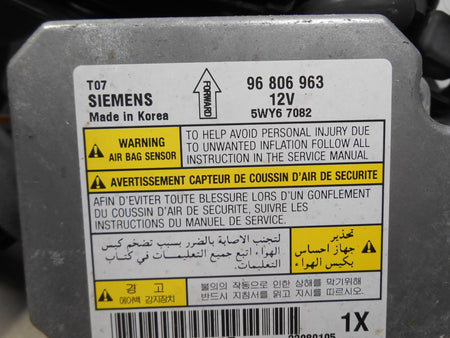 T07
SIEMENS
Made in Korea
FORWARD
96 806 963
12V
5WY6 7082
WARNING
AIR BAG SENSOR
TO HELP AVOID PERSONAL INJURY DUE
TO UNWANTED INFLATION FOLLOW ALL
INSTRUCTION IN THE SERVICE MANUAL
AVERTISSEMENT CAPTEUR DE COUSSIN D'AIR DE SECURITE
AFIN D'EVITER TOUTE BLESSURE LORS D'UN GONFLEMENT
DU COUSSIN D'AIR DE SECURITE, SUIVRE LES
INSTRUCTIONS DU MANUEL DE SERVICE.
لتجنب الاصابة بالضرر بسبب تضخم كيس
الهواء اتبع جميع التعليمات في كتاب
التعليمات.
تحذير
جهاز احساس
بكيس الهواء
경 고
에어백 감지장치
불의의 작동에 의한 상해를 막기위해
반드시 지침서를 읽고 지시를 따르시오.
1X